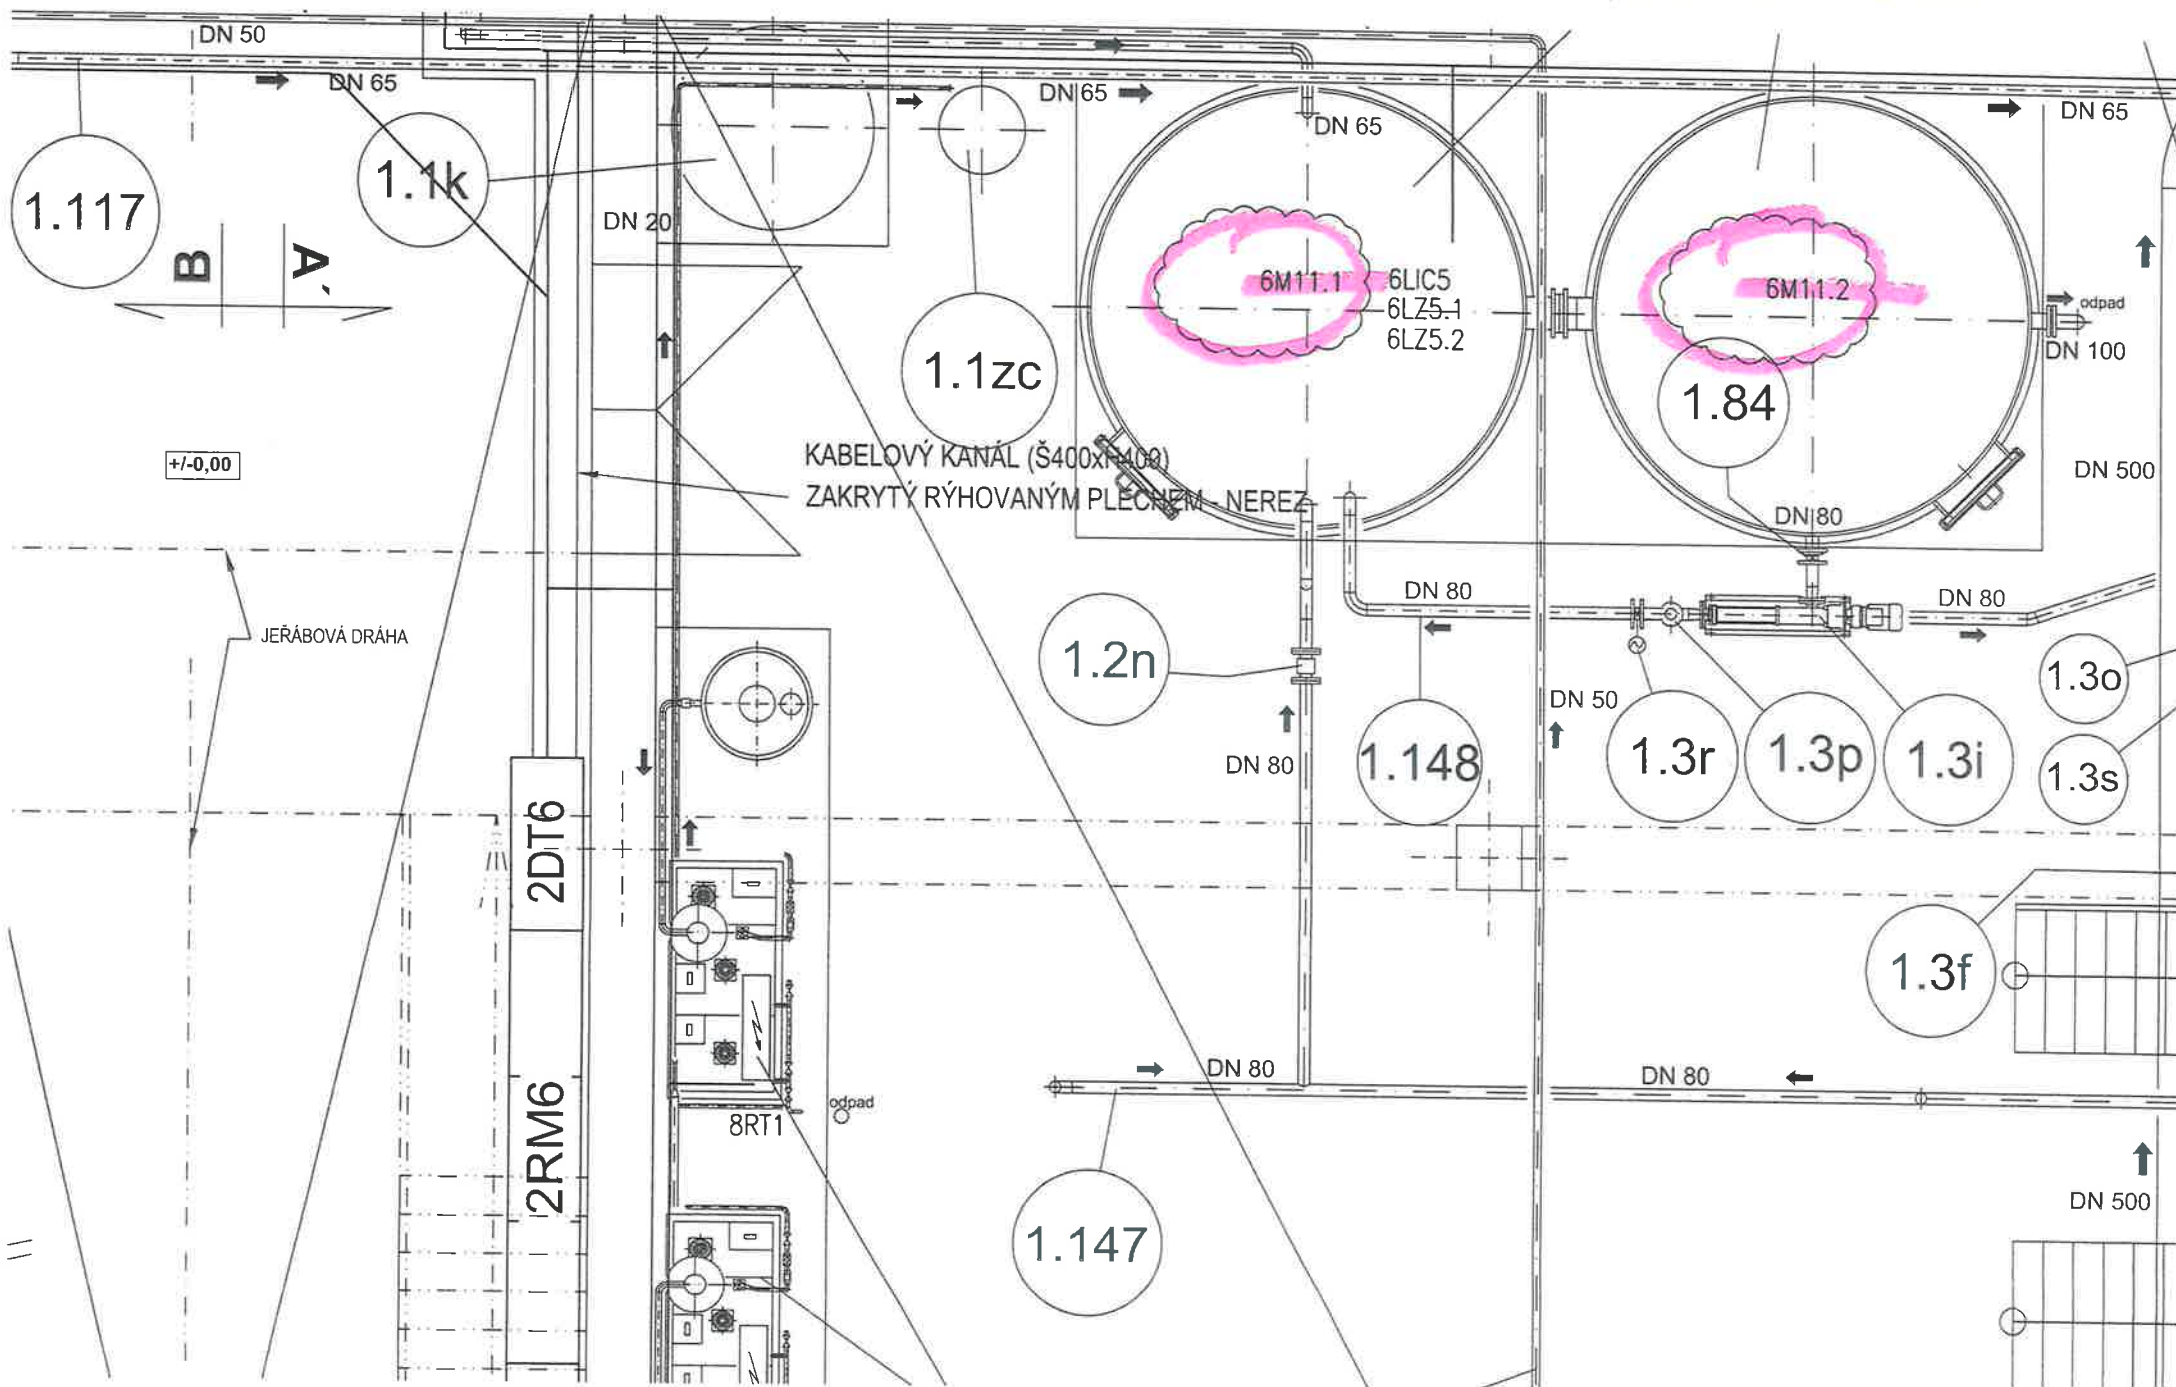 DN 50
DN 65
DN 65
DN 65
DN 65
1.117
1.1k
B
A'
DN 20
1.1zc
6M11.1
6LIC5
6LZ5.1
6LZ5.2
6M11.2
odpad
DN 100
1.84
+/-0,00
KABELOVÝ KANÁL (Š400xH400)
ZAKRYTÝ RÝHOVANÝM PLECHEM - NEREZ
DN 500
DN 80
JEŘÁBOVÁ DRÁHA
DN 80
DN 80
1.2n
1.3o
DN 50
DN 80
1.148
1.3r
1.3p
1.3i
1.3s
2DT6
1.3f
2RM6
DN 80
DN 80
8RT1
odpad
DN 500
1.147